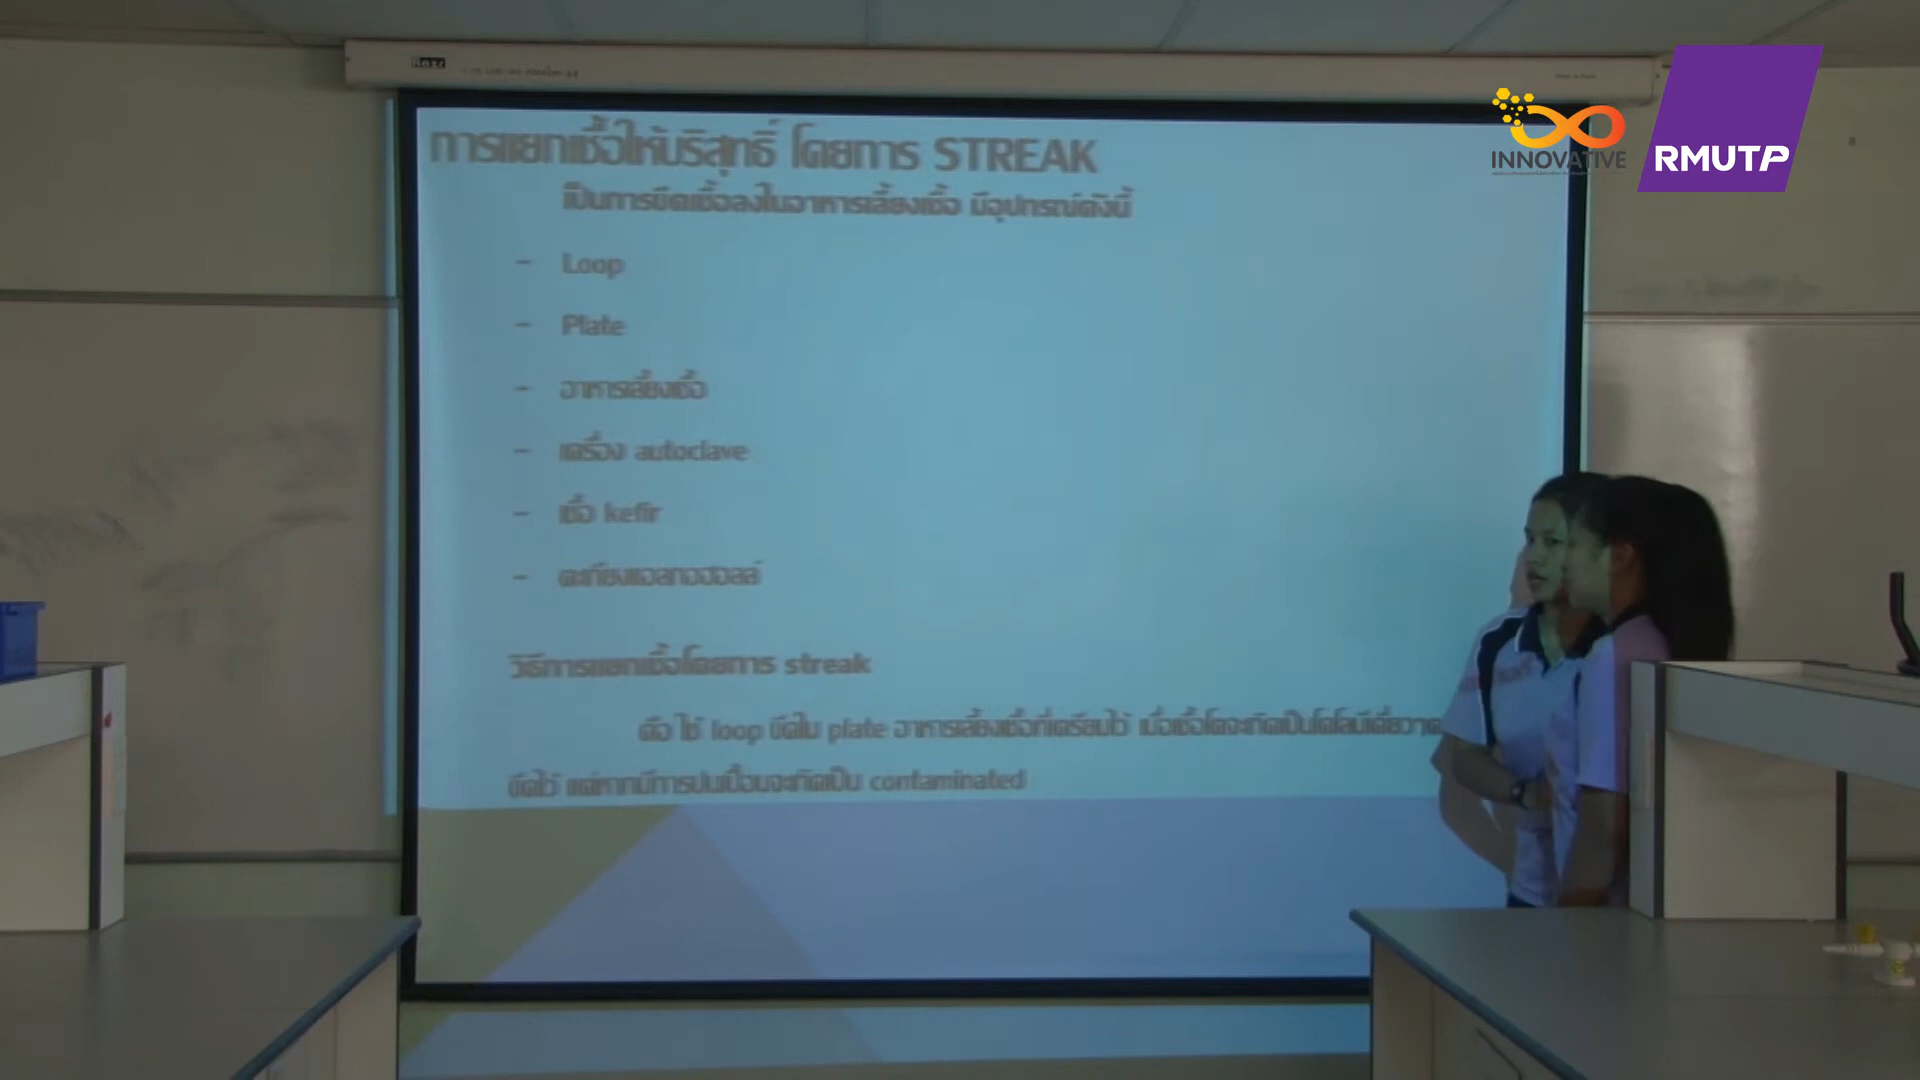 การแยกเชื้อให้บริสุทธิ์ โดยการ STREAK
เป็นการขีดเชื้อลงในอาหารเลี้ยงเชื้อ มีอุปกรณ์ดังนี้
- Loop
- Plate
- อาหารเลี้ยงเชื้อ
- เครื่อง autoclave
- เชื้อ kefir
- ตะเกียงแอลกอฮอลล์
วิธีการแยกเชื้อโดยการ streak
คือ ใช้ loop ขีดใน plate อาหารเลี้ยงเชื้อที่เตรียมไว้ เมื่อเชื้อโตจะเกิดเป็นโคโลนีเดี่ยว
ขีดไว้ แต่หากมีการปนเปื้อนจะเกิดเป็น contaminated
INNOVATIVE
RMUTP